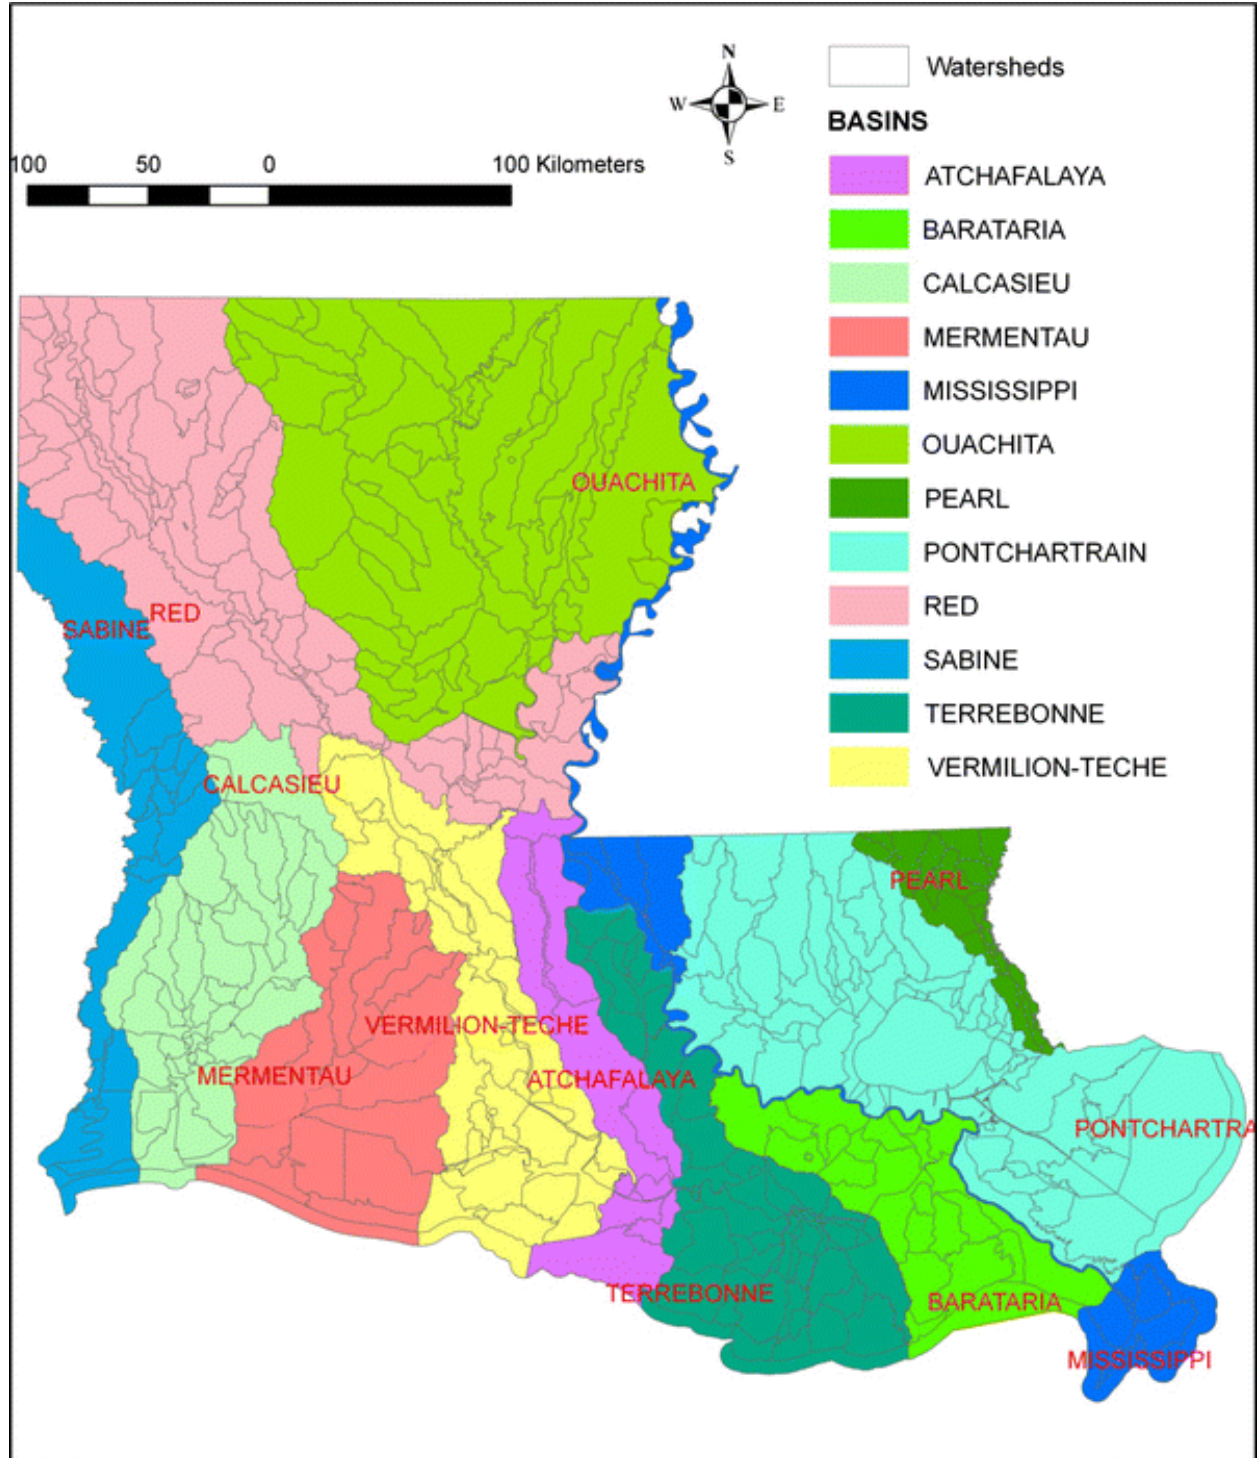 N
W E
S
100 50 0 100 Kilometers
Watersheds
BASINS
ATCHAFALAYA
BARATARIA
CALCASIEU
MERMENTAU
MISSISSIPPI
OUACHITA
PEARL
PONTCHARTRAIN
RED
SABINE
TERREBONNE
VERMILION-TECHE
OUACHITA
RED
SABINE
CALCASIEU
PEARL
VERMILION-TECHE
MERMENTAU
ATCHAFALAYA
PONTCHARTRA
TERREBONNE
BARATARIA
MISSISSIPPI